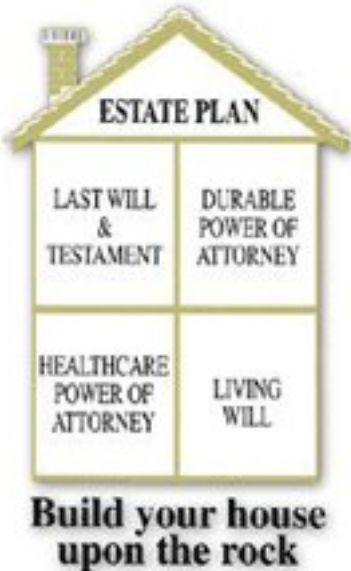 ESTATE PLAN
LAST WILL
&
TESTAMENT
DURABLE
POWER OF
ATTORNEY
HEALTHCARE
POWER OF
ATTORNEY
LIVING
WILL
Build your house
upon the rock